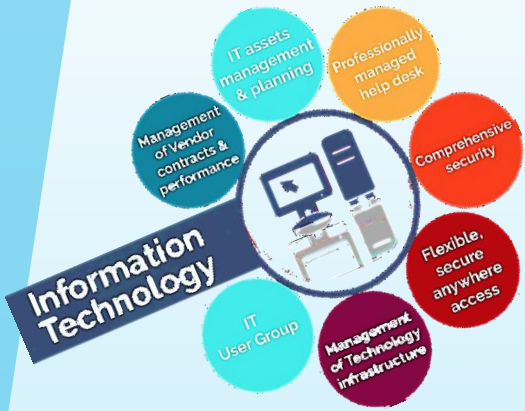 IT assets
management
& planning
Professionally
managed
help desk
Management
of Vendor
contracts &
performance
Comprehensive
security
Information
Technology
Flexible,
secure
anywhere
access
IT
User Group
Management
of Technology
infrastructure